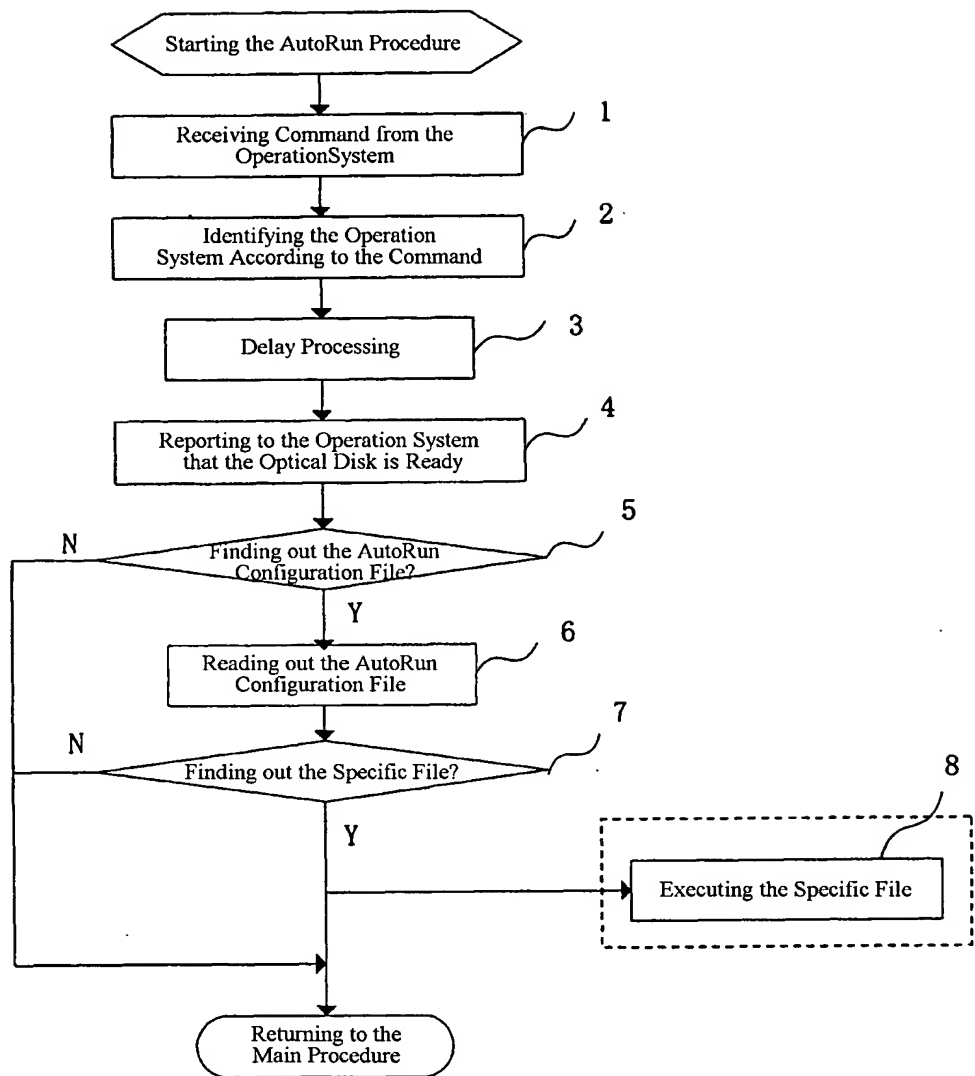 Starting the AutoRun Procedure
1
Receiving Command from the
OperationSystem
2
Identifying the Operation
System According to the Command
3
Delay Processing
4
Reporting to the Operation System
that the Optical Disk is Ready
5
N
Finding out the AutoRun
Configuration File?
Y
6
Reading out the AutoRun
Configuration File
7
N
Finding out the Specific File?
8
Y
Executing the Specific File
Returning to the
Main Procedure